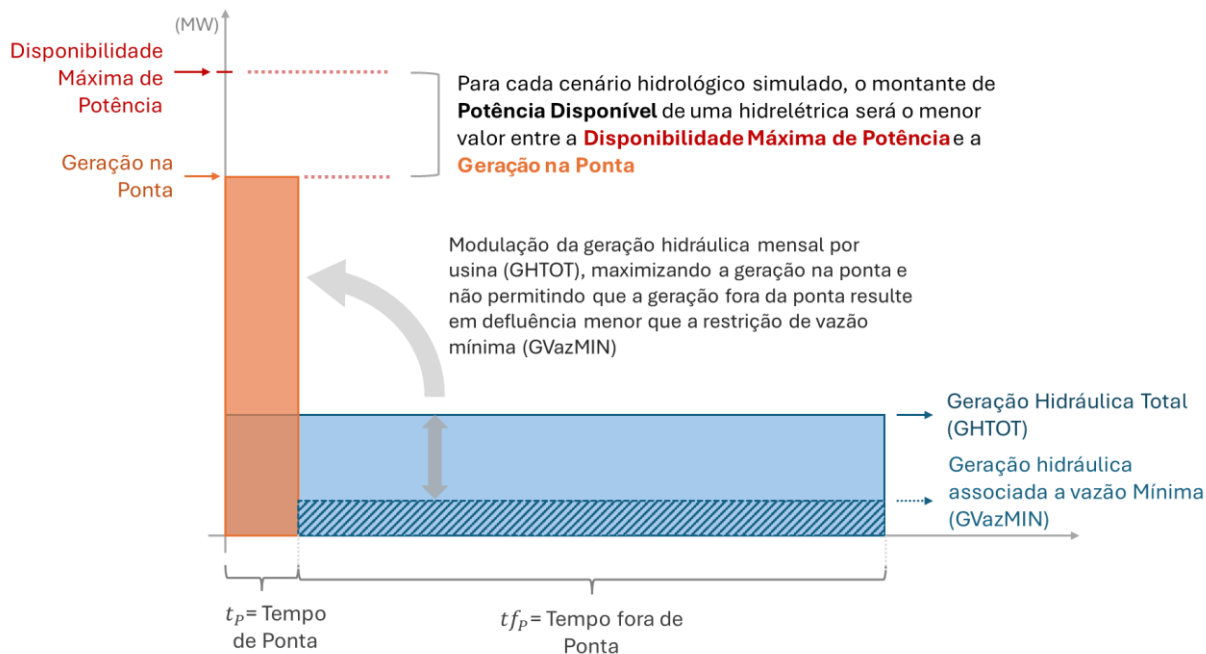 (MW)
Disponibilidade
Máxima de
Potência
Geração na
Ponta
Para cada cenário hidrológico simulado, o montante de
Potência Disponível de uma hidrelétrica será o menor
valor entre a Disponibilidade Máxima de Potência e a
Geração na Ponta
Modulação da geração hidráulica mensal por
usina (GHTOT), maximizando a geração na ponta e
não permitindo que a geração fora da ponta resulte
em defluência menor que a restrição de vazão
mínima (GVazMIN)
Geração Hidráulica Total
(GHTOT)
Geração hidráulica
associada a vazão Mínima
(GVazMIN)
t_P= Tempo
de Ponta
tf_P= Tempo fora de
Ponta